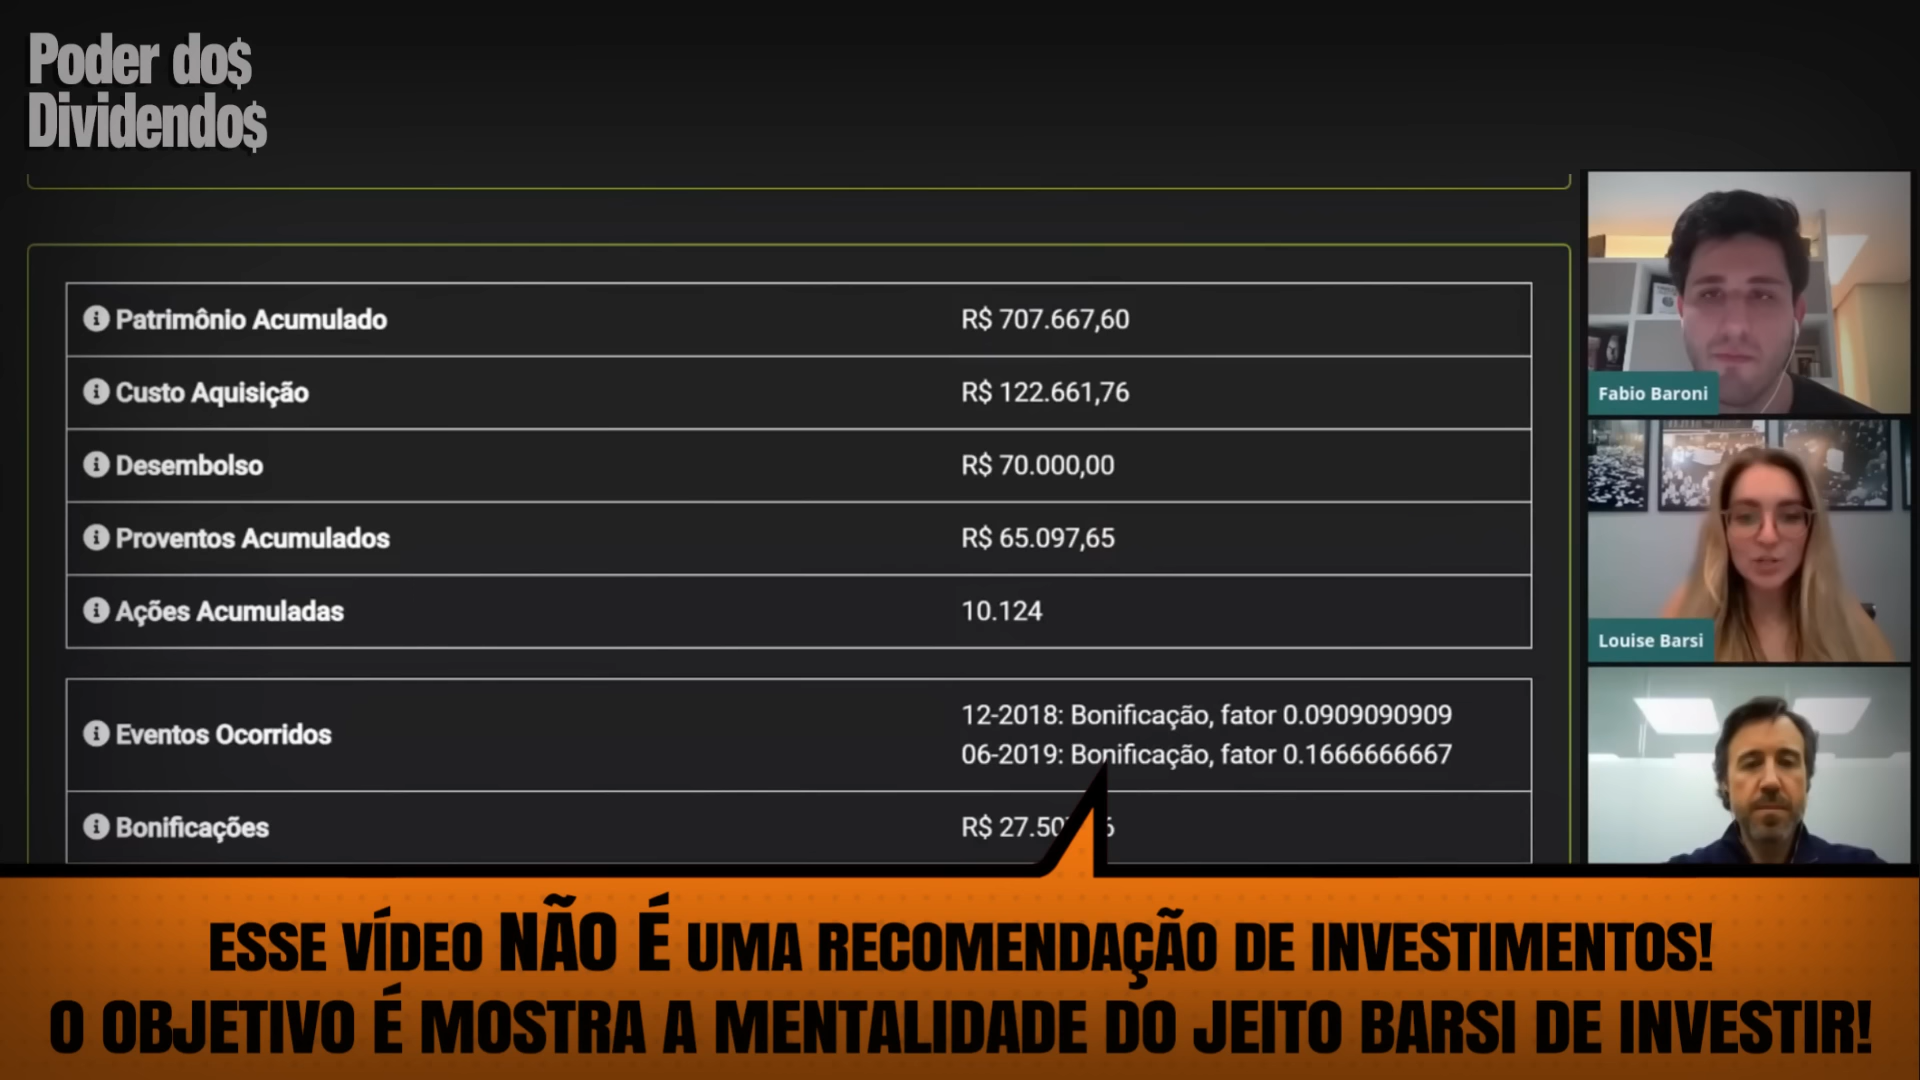 Poder do$
Dividendo$
Patrimônio Acumulado R$ 707.667,60
Custo Aquisição R$ 122.661,76
Desembolso R$ 70.000,00
Proventos Acumulados R$ 65.097,65
Ações Acumuladas 10.124
Eventos Ocorridos 12-2018: Bonificação, fator 0.0909090909
06-2019: Bonificação, fator 0.1666666667
Bonificações R$
Fabio Baroni
Louise Barsi
ESSE VÍDEO NÃO É UMA RECOMENDAÇÃO DE INVESTIMENTOS!
O OBJETIVO É MOSTRA A MENTALIDADE DO JEITO BARSI DE INVESTIR!